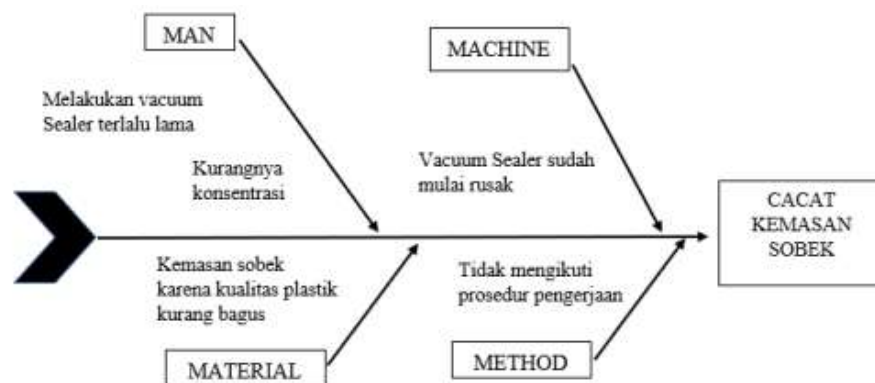 MAN
MACHINE
Melakukan vacuum
Sealer terlalu lama
Kurangnya
konsentrasi
Vacuum Sealer sudah
mulai rusak
CACAT
KEMASAN
SOBEK
Kemasan sobek
karena kualitas plastik
kurang bagus
Tidak mengikuti
prosedur pengerjaan
MATERIAL
METHOD